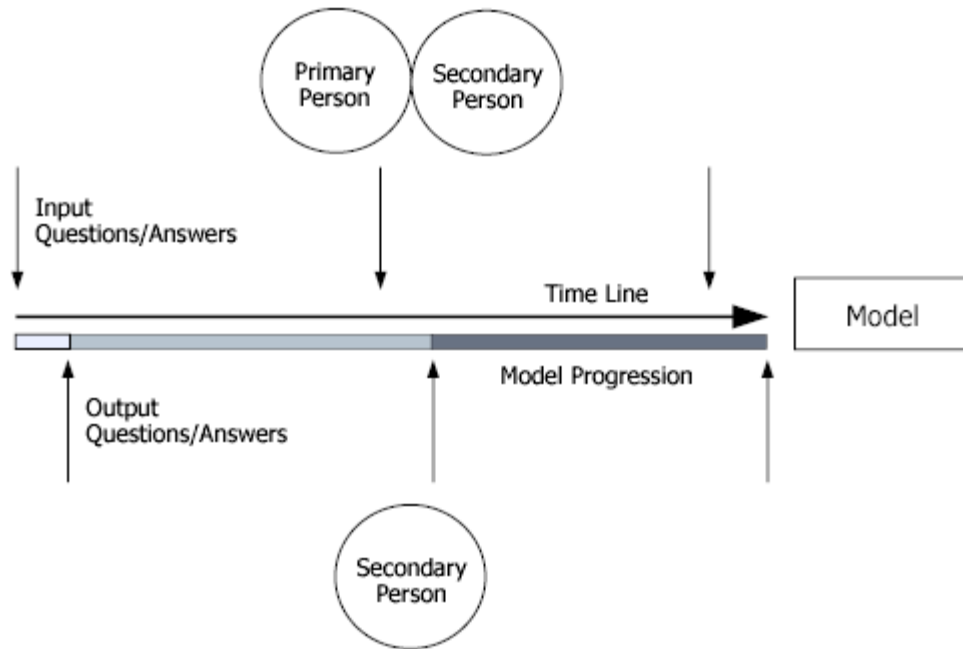 Primary
Person
Secondary
Person
Input
Questions/Answers
Time Line
Model
Model Progression
Output
Questions/Answers
Secondary
Person